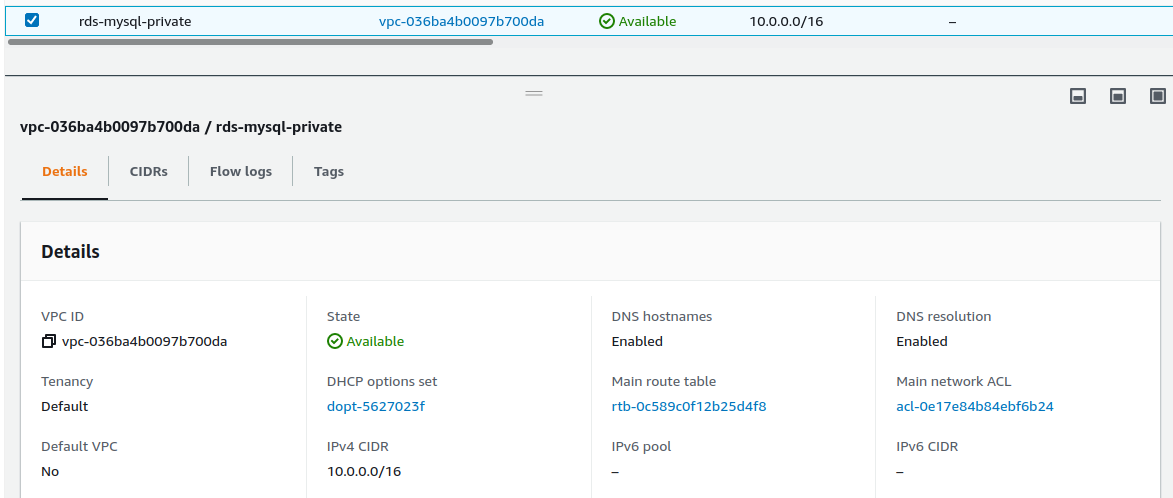 rds-mysql-private vpc-036ba4b0097b700da Available 10.0.0.0/16 –
vpc-036ba4b0097b700da / rds-mysql-private
Details CIDRs Flow logs Tags
Details
VPC ID State DNS hostnames DNS resolution
vpc-036ba4b0097b700da Available Enabled Enabled
Tenancy DHCP options set Main route table Main network ACL
Default dopt-5627023f rtb-0c589c0f12b25d4f8 acl-0e17e84b84ebf6b24
Default VPC IPv4 CIDR IPv6 pool IPv6 CIDR
No 10.0.0.0/16 – –